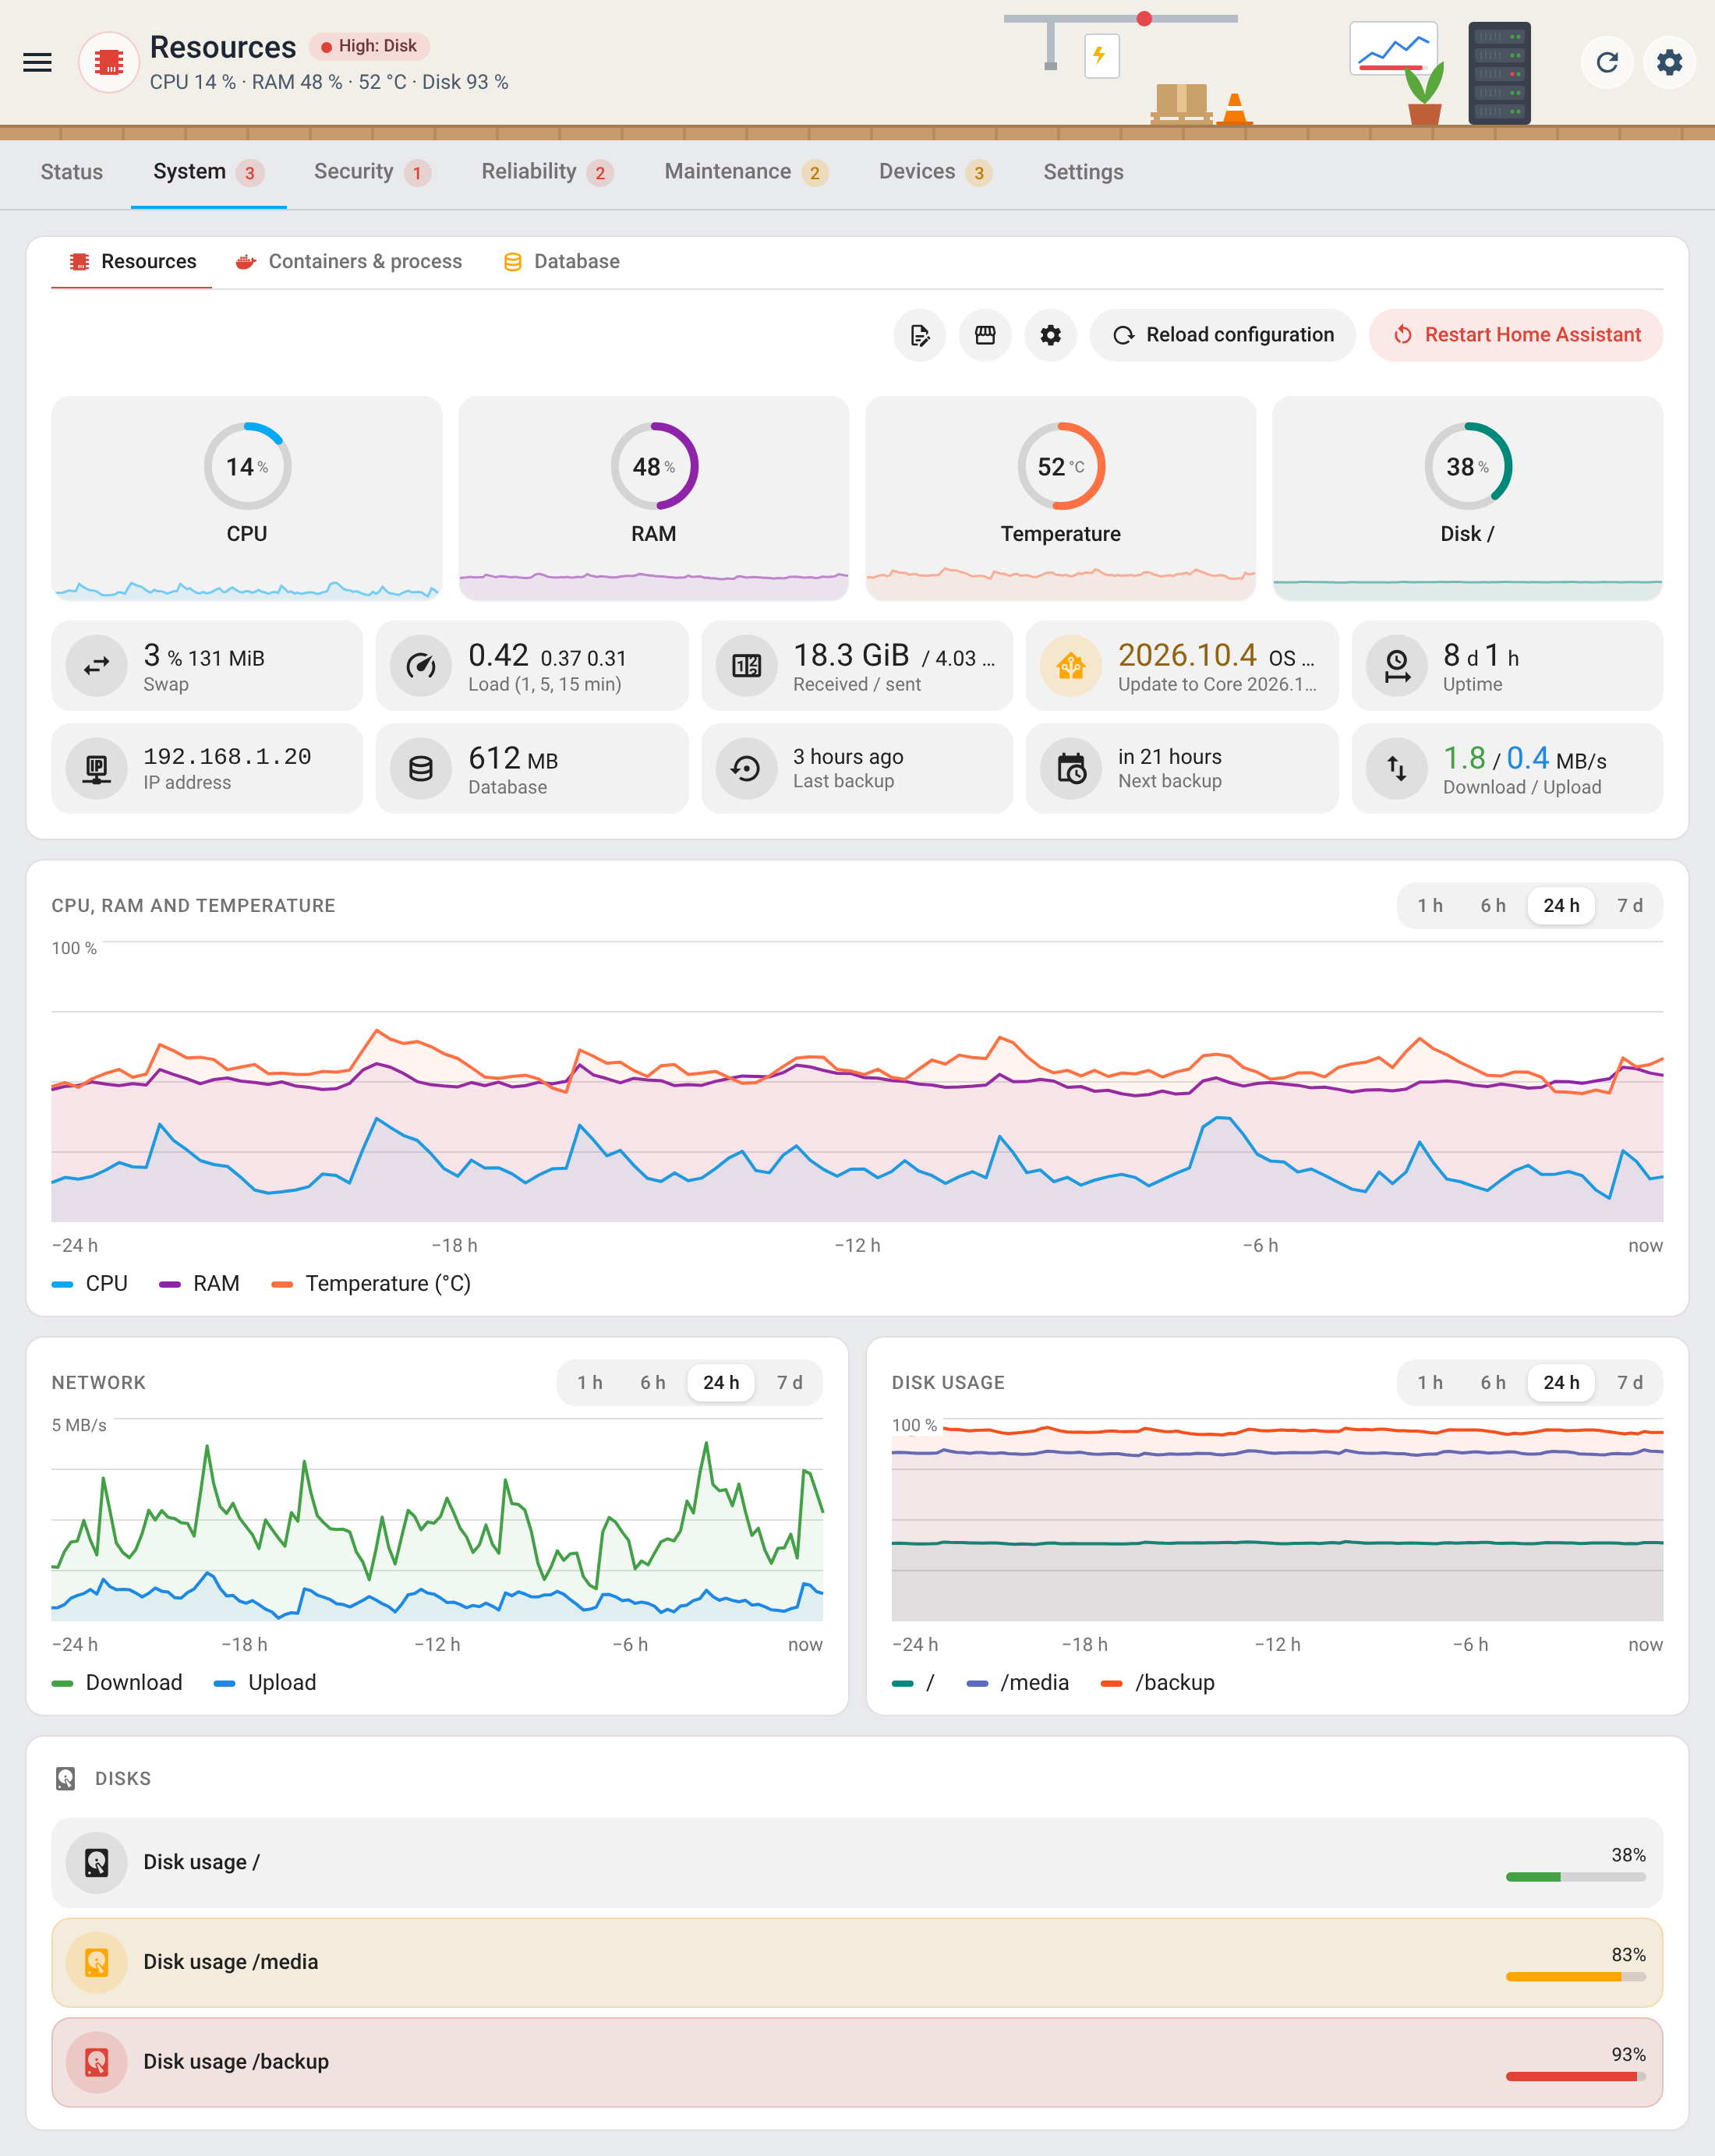 Resources
High: Disk
CPU 14 % · RAM 48 % · 52 °C · Disk 93 %
Status
System 3
Security 1
Reliability 2
Maintenance 2
Devices 3
Settings
Resources
Containers & process
Database
Reload configuration
Restart Home Assistant
14 %
CPU
48 %
RAM
52 °C
Temperature
38 %
Disk /
3 % 131 MiB
Swap
0.42 0.37 0.31
Load (1, 5, 15 min)
18.3 GiB / 4.03 ...
Received / sent
2026.10.4 OS ...
Update to Core 2026.1...
8 d 1 h
Uptime
192.168.1.20
IP address
612 MB
Database
3 hours ago
Last backup
in 21 hours
Next backup
1.8 / 0.4 MB/s
Download / Upload
CPU, RAM AND TEMPERATURE
1 h 6 h 24 h 7 d
100 %
−24 h −18 h −12 h −6 h now
CPU RAM Temperature (°C)
NETWORK
1 h 6 h 24 h 7 d
5 MB/s
−24 h −18 h −12 h −6 h now
Download Upload
DISK USAGE
1 h 6 h 24 h 7 d
100 %
−24 h −18 h −12 h −6 h now
/ /media /backup
DISKS
Disk usage /
38%
Disk usage /media
83%
Disk usage /backup
93%